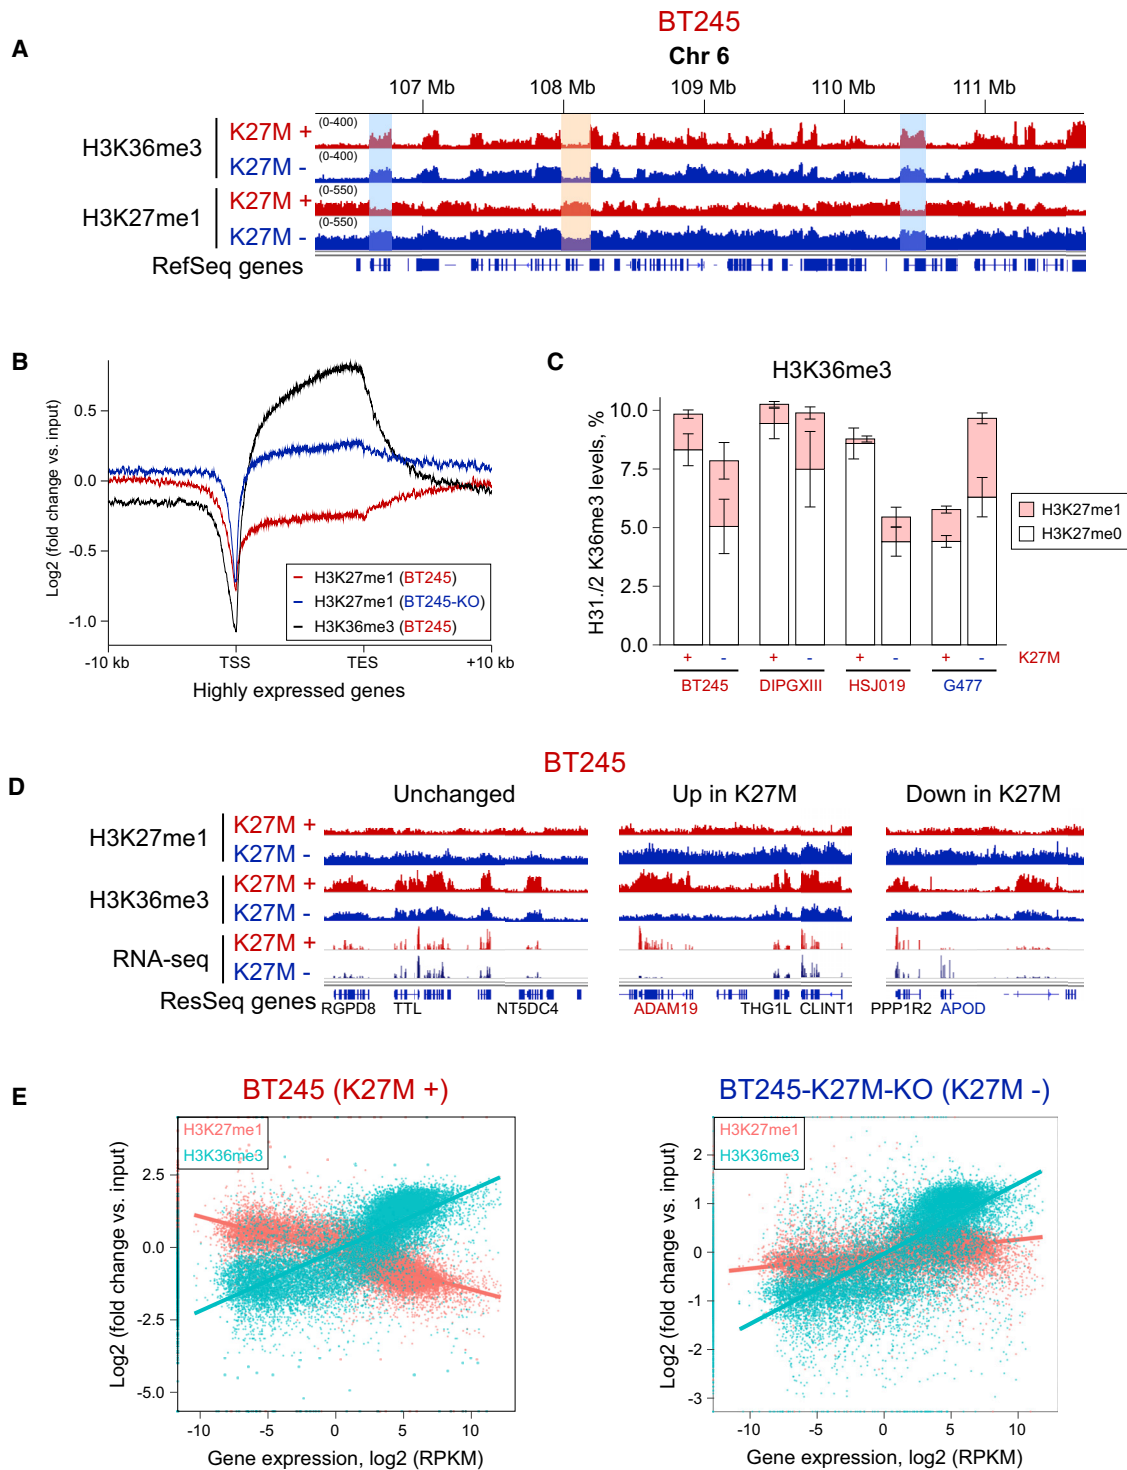 A
BT245
Chr 6
107 Mb 108 Mb 109 Mb 110 Mb 111 Mb
H3K36me3
K27M + (0-400)
K27M - (0-400)
H3K27me1
K27M + (0-550)
K27M - (0-550)
RefSeq genes
B
Log2 (fold change vs. input)
0.5
0.0
-0.5
-1.0
H3K27me1 (BT245)
H3K27me1 (BT245-KO)
H3K36me3 (BT245)
-10 kb TSS TES +10 kb
Highly expressed genes
C
H3K36me3
H31./2 K36me3 levels, %
10.0
7.5
5.0
2.5
0.0
H3K27me1
H3K27me0
+ - + - + - + - K27M
BT245 DIPGXIII HSJ019 G477
D
BT245
Unchanged Up in K27M Down in K27M
H3K27me1
K27M +
K27M -
H3K36me3
K27M +
K27M -
RNA-seq
K27M +
K27M -
ResSeq genes
RGPD8 TTL NT5DC4 ADAM19 THG1L CLINT1 PPP1R2 APOD
E
BT245 (K27M +)
H3K27me1
H3K36me3
Log2 (fold change vs. input)
2.5
0.0
-2.5
-5.0
-10 -5 0 5 10
Gene expression, log2 (RPKM)
BT245-K27M-KO (K27M -)
H3K27me1
H3K36me3
Log2 (fold change vs. input)
2
1
0
-1
-2
-3
-10 -5 0 5 10
Gene expression, log2 (RPKM)